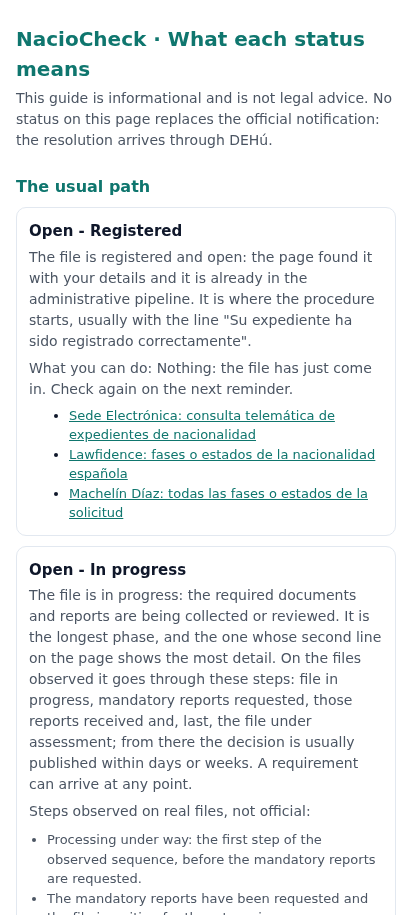 NacioCheck · What each status
means
This guide is informational and is not legal advice. No
status on this page replaces the official notification:
the resolution arrives through DEHú.
The usual path
Open - Registered
The file is registered and open: the page found it
with your details and it is already in the
administrative pipeline. It is where the procedure
starts, usually with the line "Su expediente ha
sido registrado correctamente".
What you can do: Nothing: the file has just come
in. Check again on the next reminder.
• Sede Electrónica: consulta telemática de
expedientes de nacionalidad
• Lawfidence: fases o estados de la nacionalidad
española
• Machelín Díaz: todas las fases o estados de la
solicitud
Open - In progress
The file is in progress: the required documents
and reports are being collected or reviewed. It is
the longest phase, and the one whose second line
on the page shows the most detail. On the files
observed it goes through these steps: file in
progress, mandatory reports requested, those
reports received and, last, the file under
assessment; from there the decision is usually
published within days or weeks. A requirement
can arrive at any point.
Steps observed on real files, not official:
• Processing under way: the first step of the
observed sequence, before the mandatory reports
are requested.
• The mandatory reports have been requested and